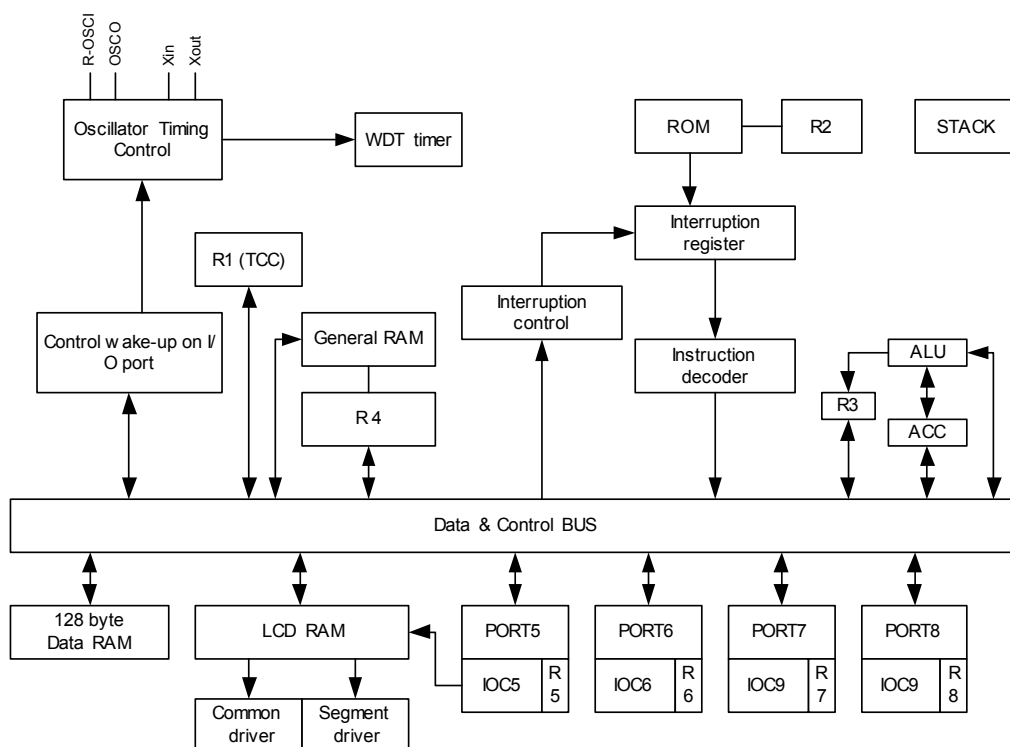 R-OSCI
OSCO
Xin
Xout
Oscillator Timing
Control
WDT timer
ROM
R2
STACK
Interruption
register
R1 (TCC)
Interruption
control
Control wake-up on I/
O port
General RAM
Instruction
decoder
ALU
R3
R4
ACC
Data & Control BUS
128 byte
Data RAM
LCD RAM
PORT5
PORT6
PORT7
PORT8
IOC5
R
5
IOC6
R
6
IOC9
R
7
IOC9
R
8
Common
driver
Segment
driver